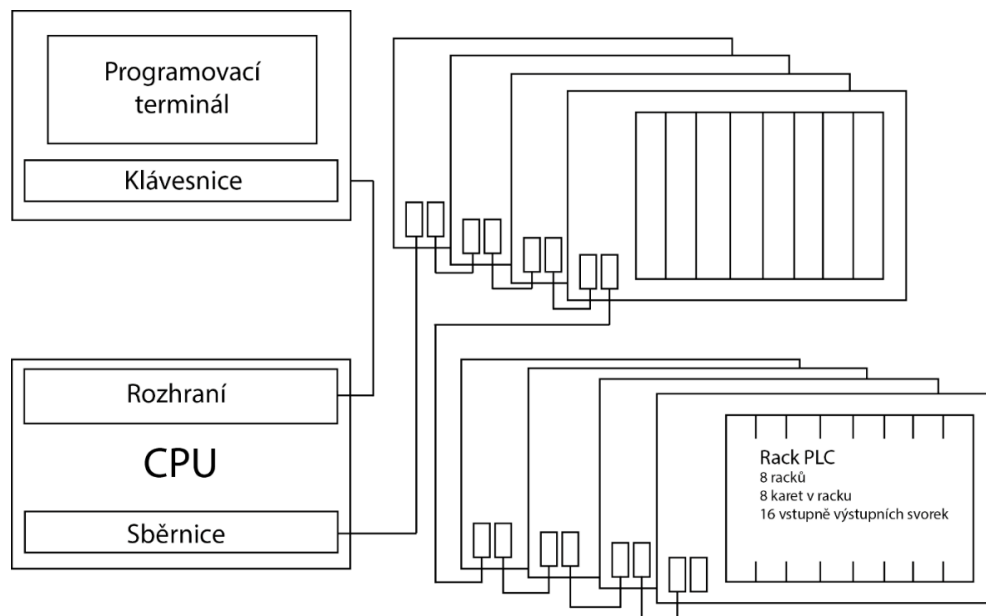 Programovací
terminál
Klávesnice
Rozhraní
CPU
Sběrnice
Rack PLC
8 racků
8 karet v racku
16 vstupně výstupních svorek